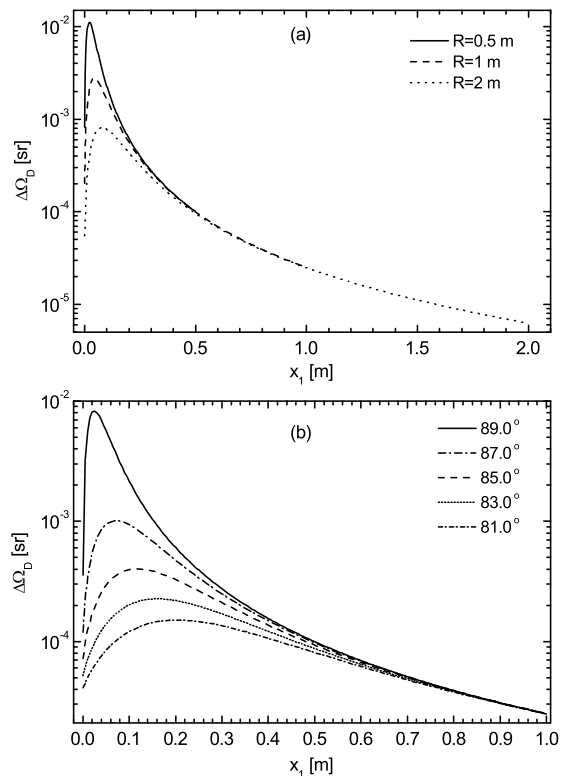 (a)
R=0.5 m
R=1 m
R=2 m
10⁻²
10⁻³
10⁻⁴
10⁻⁵
ΔΩ_D [sr]
0.0 0.5 1.0 1.5 2.0
x₁ [m]
(b)
89.0°
87.0°
85.0°
83.0°
81.0°
10⁻²
10⁻³
10⁻⁴
ΔΩ_D [sr]
0.0 0.1 0.2 0.3 0.4 0.5 0.6 0.7 0.8 0.9 1.0
x₁ [m]